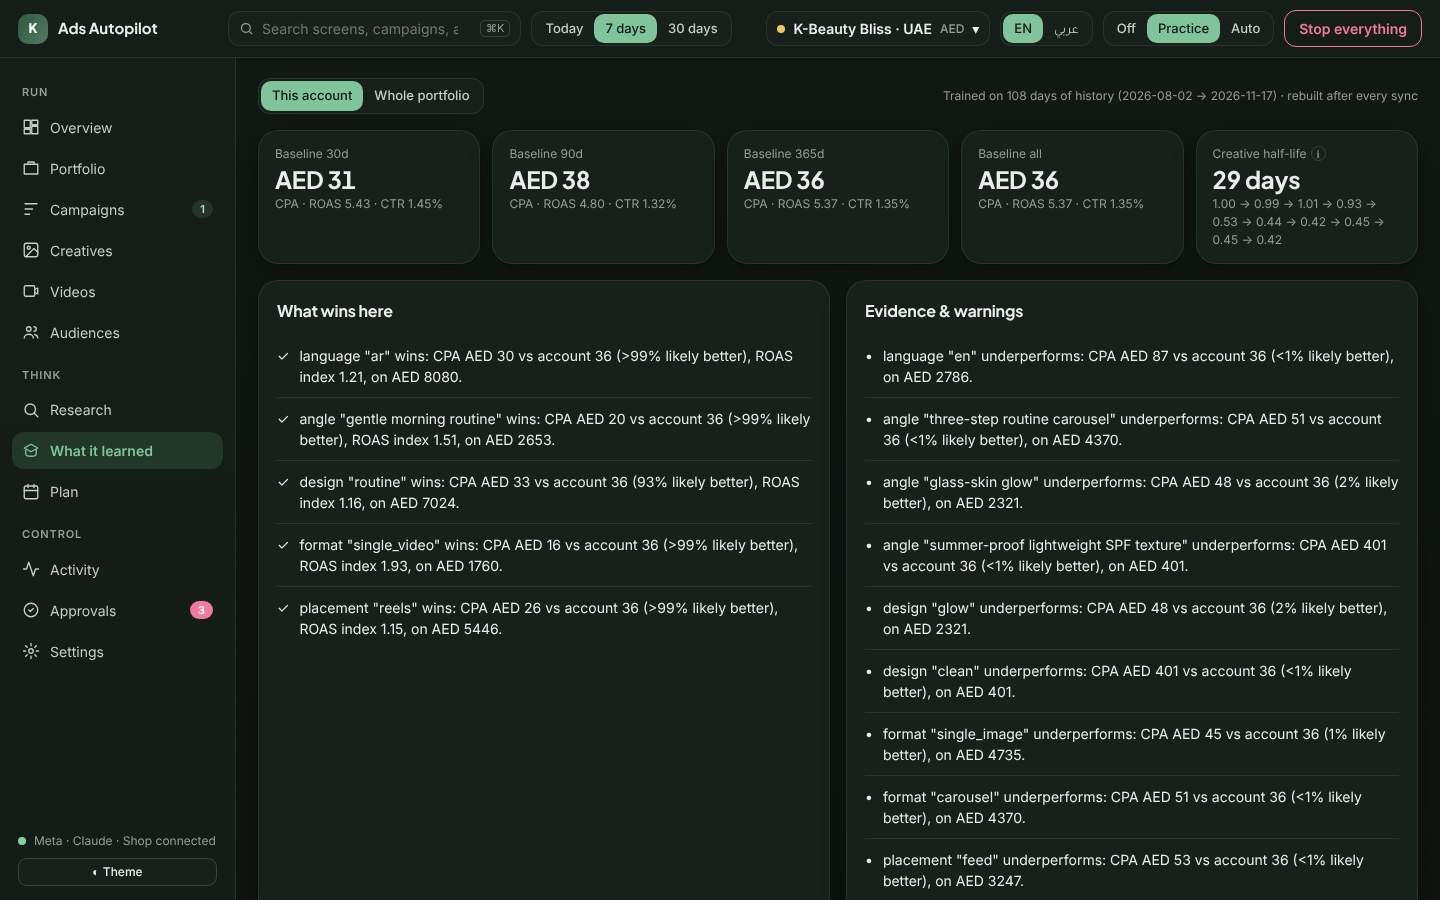 K Ads Autopilot
Search screens, campaigns, a ⌘K
Today 7 days 30 days
K-Beauty Bliss · UAE AED ▾
EN عربي
Off Practice Auto
Stop everything
RUN
Overview
Portfolio
Campaigns 1
Creatives
Videos
Audiences
THINK
Research
What it learned
Plan
CONTROL
Activity
Approvals 3
Settings
Meta · Claude · Shop connected
Theme
This account Whole portfolio
Trained on 108 days of history (2026-08-02 → 2026-11-17) · rebuilt after every sync
Baseline 30d
AED 31
CPA · ROAS 5.43 · CTR 1.45%
Baseline 90d
AED 38
CPA · ROAS 4.80 · CTR 1.32%
Baseline 365d
AED 36
CPA · ROAS 5.37 · CTR 1.35%
Baseline all
AED 36
CPA · ROAS 5.37 · CTR 1.35%
Creative half-life i
29 days
1.00 → 0.99 → 1.01 → 0.93 →
0.53 → 0.44 → 0.42 → 0.45 →
0.45 → 0.42
What wins here
✓ language "ar" wins: CPA AED 30 vs account 36 (>99% likely better), ROAS
index 1.21, on AED 8080.
✓ angle "gentle morning routine" wins: CPA AED 20 vs account 36 (>99% likely
better), ROAS index 1.51, on AED 2653.
✓ design "routine" wins: CPA AED 33 vs account 36 (93% likely better), ROAS
index 1.16, on AED 7024.
✓ format "single_video" wins: CPA AED 16 vs account 36 (>99% likely better),
ROAS index 1.93, on AED 1760.
✓ placement "reels" wins: CPA AED 26 vs account 36 (>99% likely better),
ROAS index 1.15, on AED 5446.
Evidence & warnings
• language "en" underperforms: CPA AED 87 vs account 36 (<1% likely better),
on AED 2786.
• angle "three-step routine carousel" underperforms: CPA AED 51 vs account
36 (<1% likely better), on AED 4370.
• angle "glass-skin glow" underperforms: CPA AED 48 vs account 36 (2% likely
better), on AED 2321.
• angle "summer-proof lightweight SPF texture" underperforms: CPA AED 401
vs account 36 (<1% likely better), on AED 401.
• design "glow" underperforms: CPA AED 48 vs account 36 (2% likely better),
on AED 2321.
• design "clean" underperforms: CPA AED 401 vs account 36 (<1% likely
better), on AED 401.
• format "single_image" underperforms: CPA AED 45 vs account 36 (1% likely
better), on AED 4735.
• format "carousel" underperforms: CPA AED 51 vs account 36 (<1% likely
better), on AED 4370.
• placement "feed" underperforms: CPA AED 53 vs account 36 (<1% likely
better), on AED 3247.